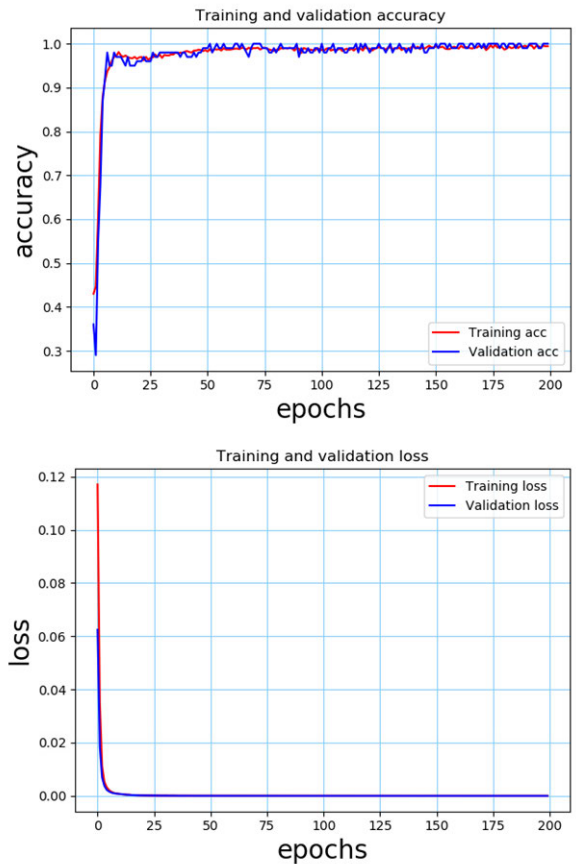 Training and validation accuracy
1.0
0.9
0.8
0.7
0.6
0.5
0.4
0.3
accuracy
Training acc
Validation acc
0 25 50 75 100 125 150 175 200
epochs
Training and validation loss
0.12
0.10
0.08
0.06
0.04
0.02
0.00
loss
Training loss
Validation loss
0 25 50 75 100 125 150 175 200
epochs